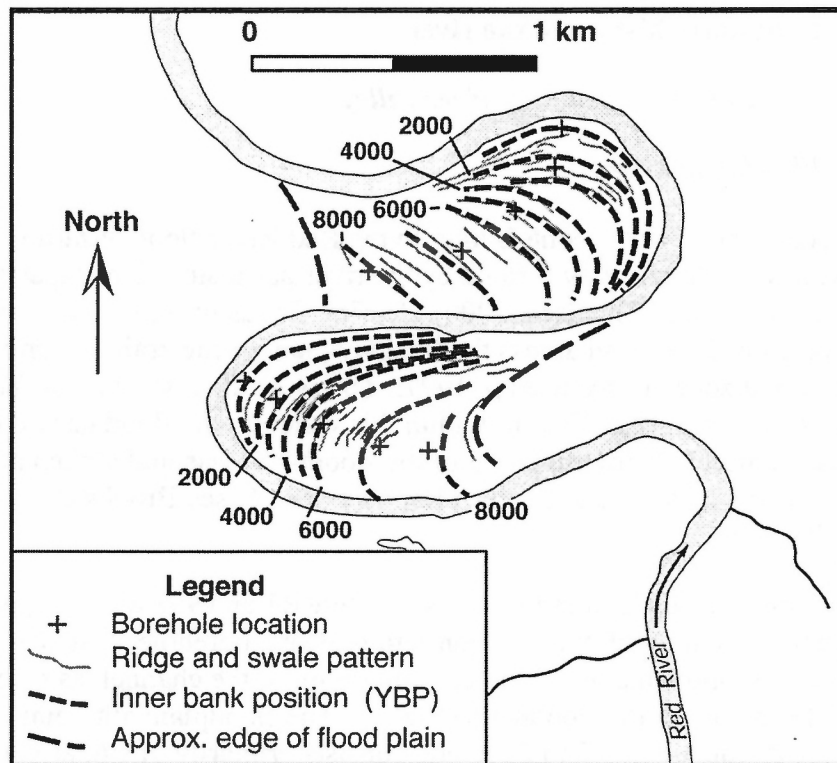 0 1 km
2000
4000
6000
8000
North
2000
4000
6000
8000
Legend
Borehole location
Ridge and swale pattern
Inner bank position (YBP)
Approx. edge of flood plain
Red River